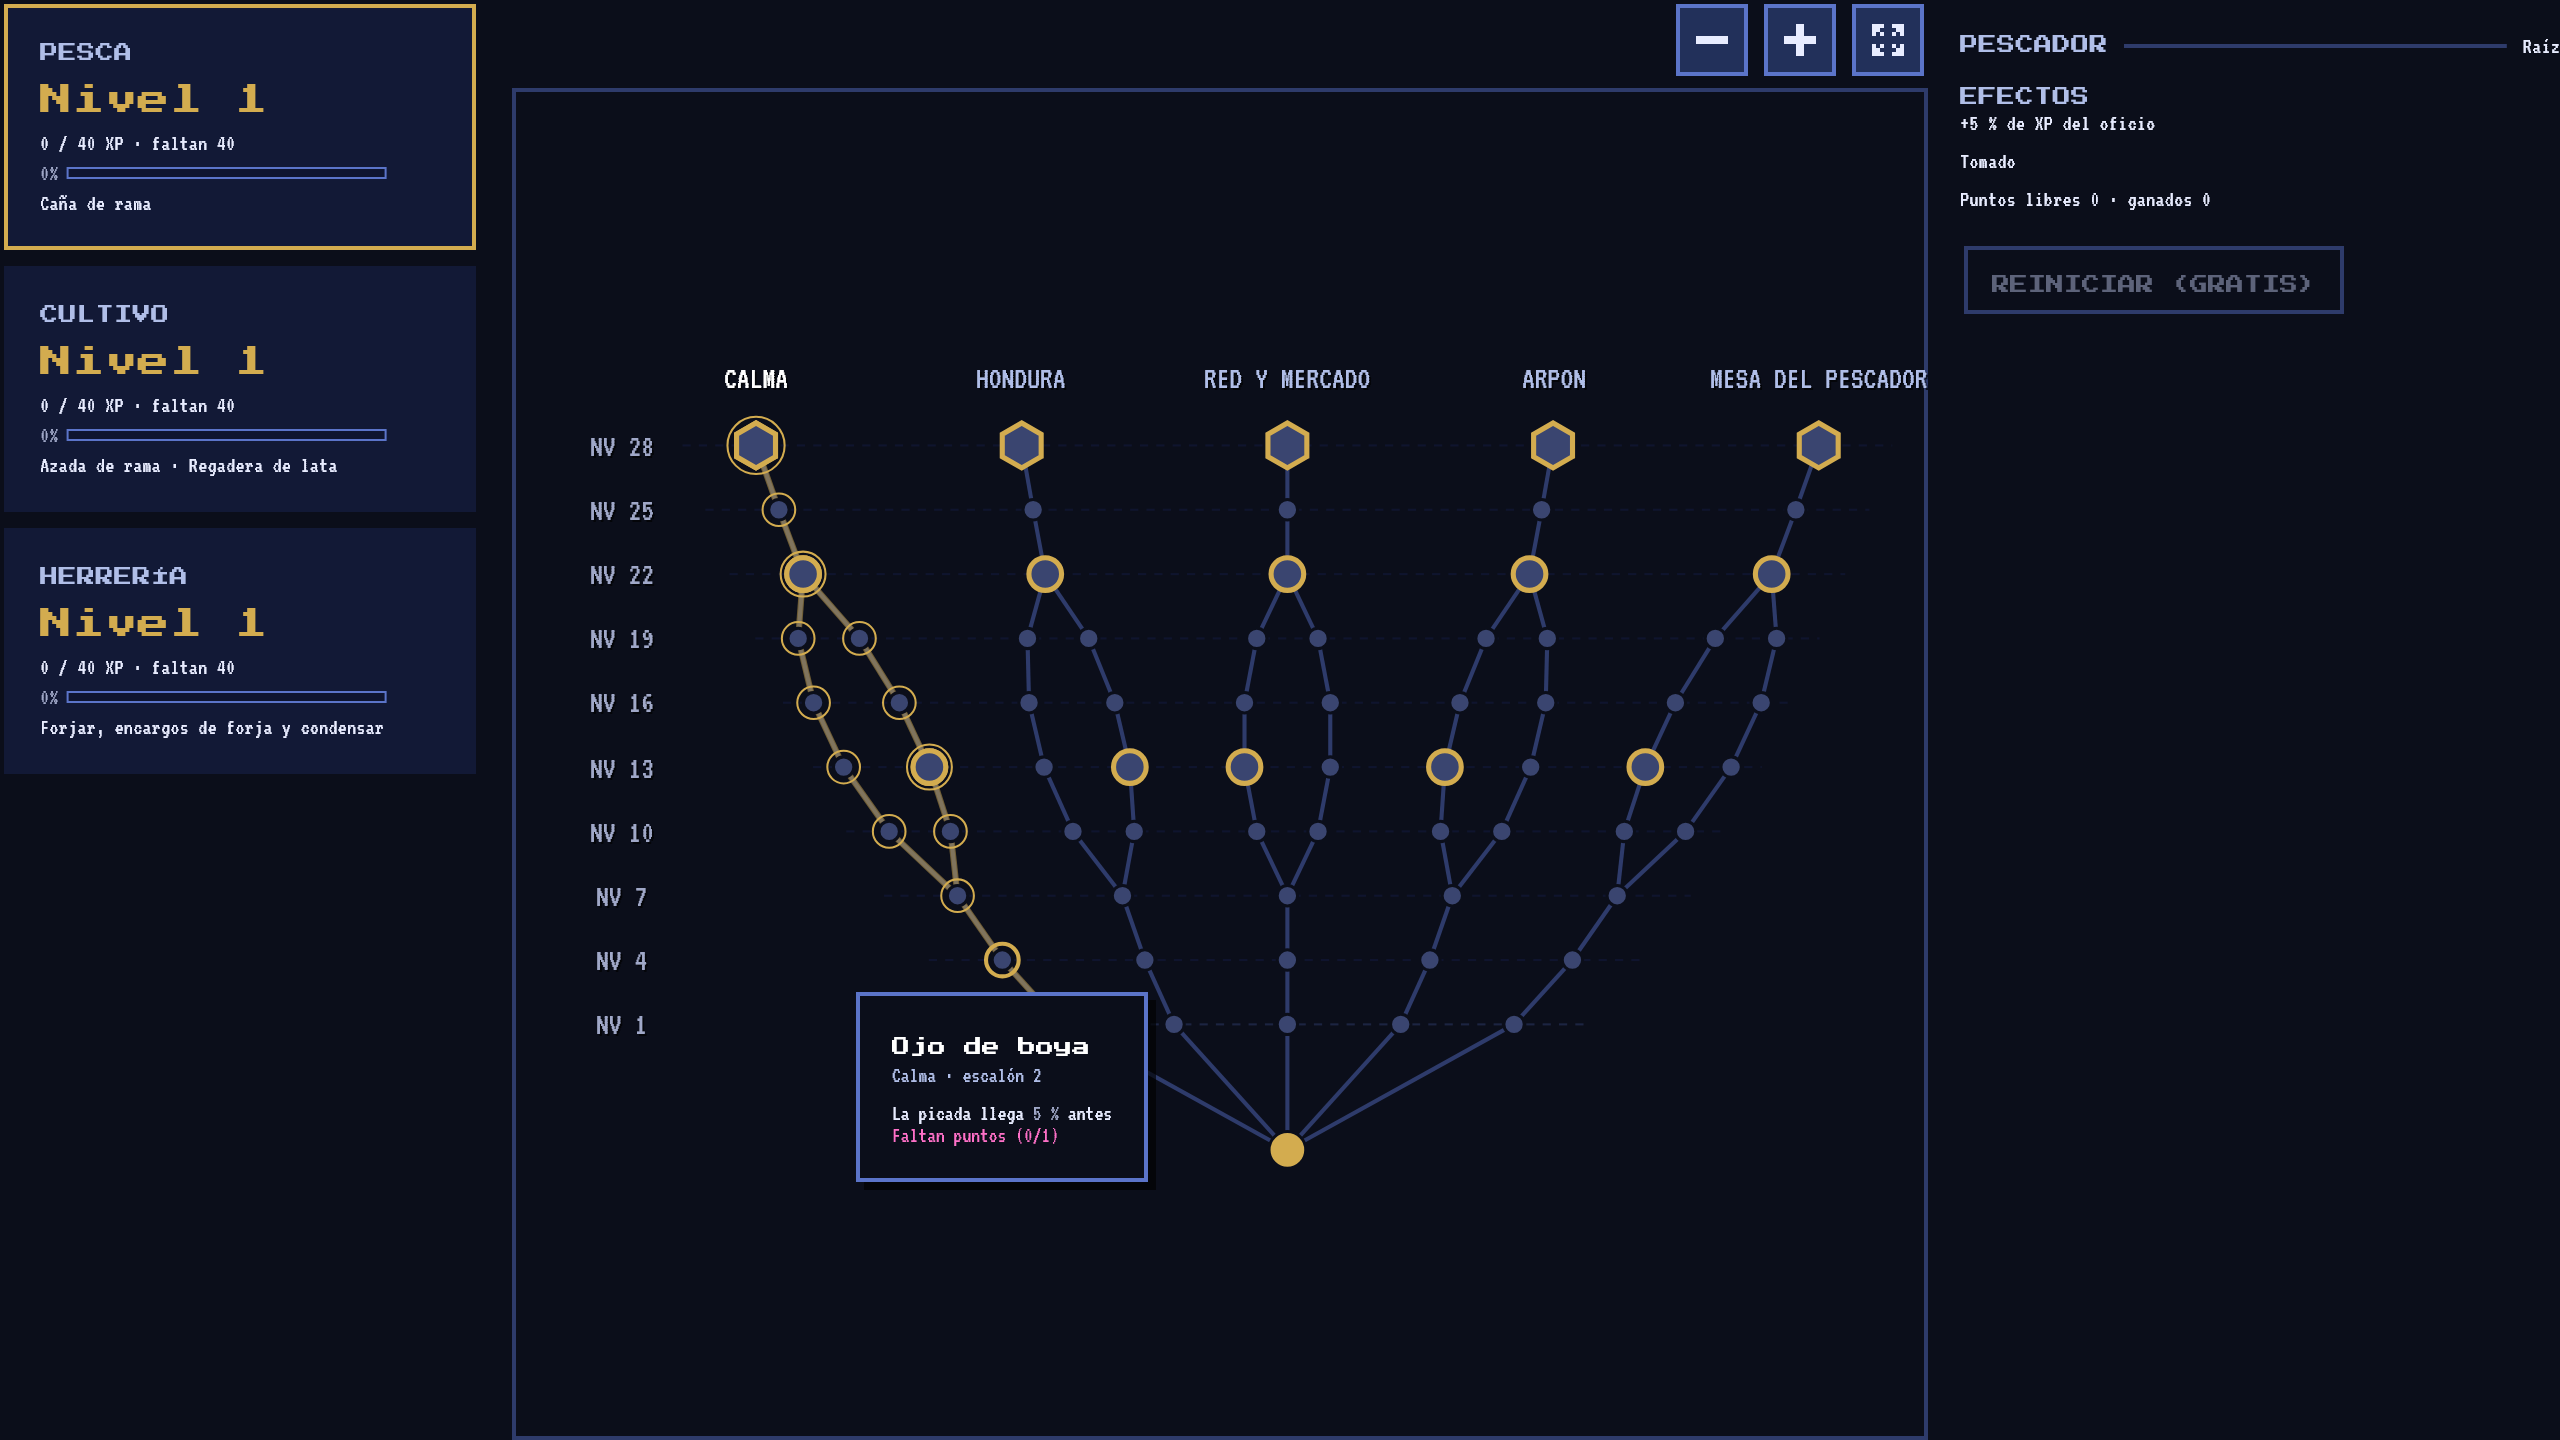 PESCA
Nivel 1
0 / 40 XP · faltan 40
0%
Caña de rama
CULTIVO
Nivel 1
0 / 40 XP · faltan 40
0%
Azada de rama · Regadera de lata
HERRERíA
Nivel 1
0 / 40 XP · faltan 40
0%
Forjar, encargos de forja y condensar
CALMA
HONDURA
RED Y MERCADO
ARPON
MESA DEL PESCADOR
NV 28
NV 25
NV 22
NV 19
NV 16
NV 13
NV 10
NV 7
NV 4
NV 1
Ojo de boya
Calma · escalón 2
La picada llega 5 % antes
Faltan puntos (0/1)
PESCADOR
Raíz
EFECTOS
+5 % de XP del oficio
Tomado
Puntos libres 0 · ganados 0
REINICIAR (GRATIS)